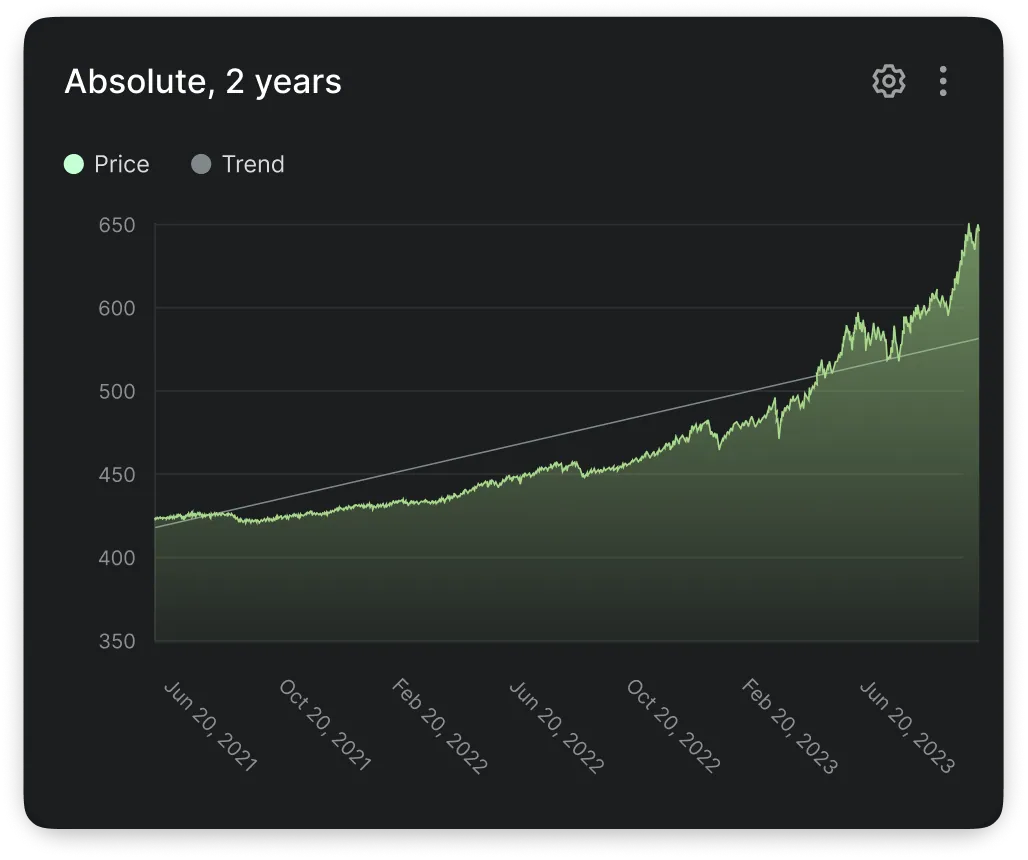 Absolute, 2 years
Price
Trend
650
600
500
450
400
350
Jun 20, 2021
Oct 20, 2021
Feb 20, 2022
Jun 20, 2022
Oct 20, 2022
Feb 20, 2023
Jun 20, 2023